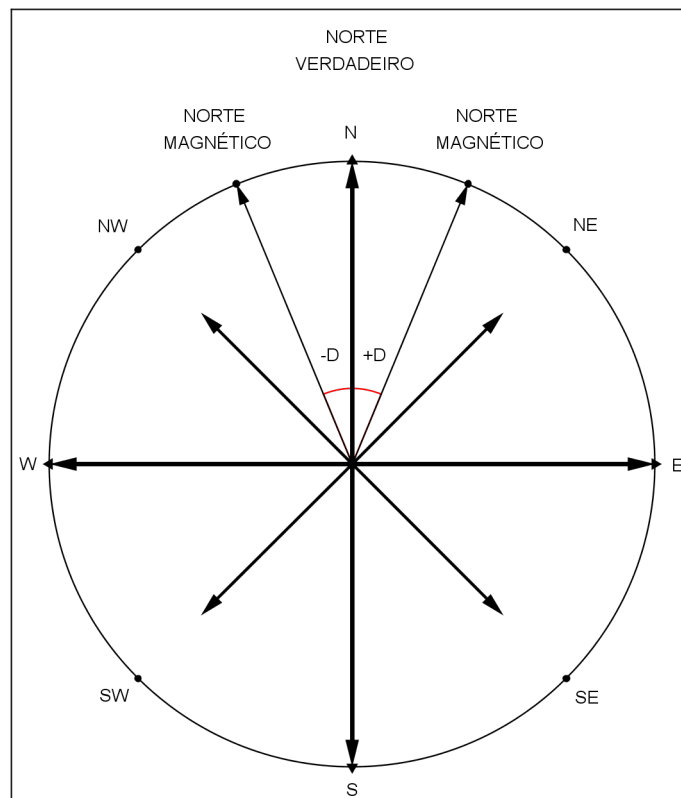 NORTE
VERDADEIRO
NORTE
MAGNÉTICO
N
NORTE
MAGNÉTICO
NW
NE
-D
+D
W
E
SW
SE
S